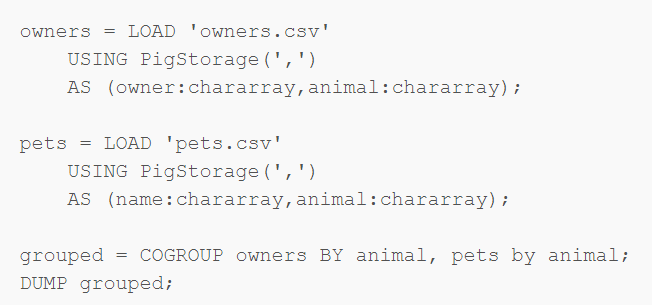 owners = LOAD 'owners.csv'
    USING PigStorage(',')
    AS (owner:chararray,animal:chararray);

pets = LOAD 'pets.csv'
    USING PigStorage(',')
    AS (name:chararray,animal:chararray);

grouped = COGROUP owners BY animal, pets by animal;
DUMP grouped;